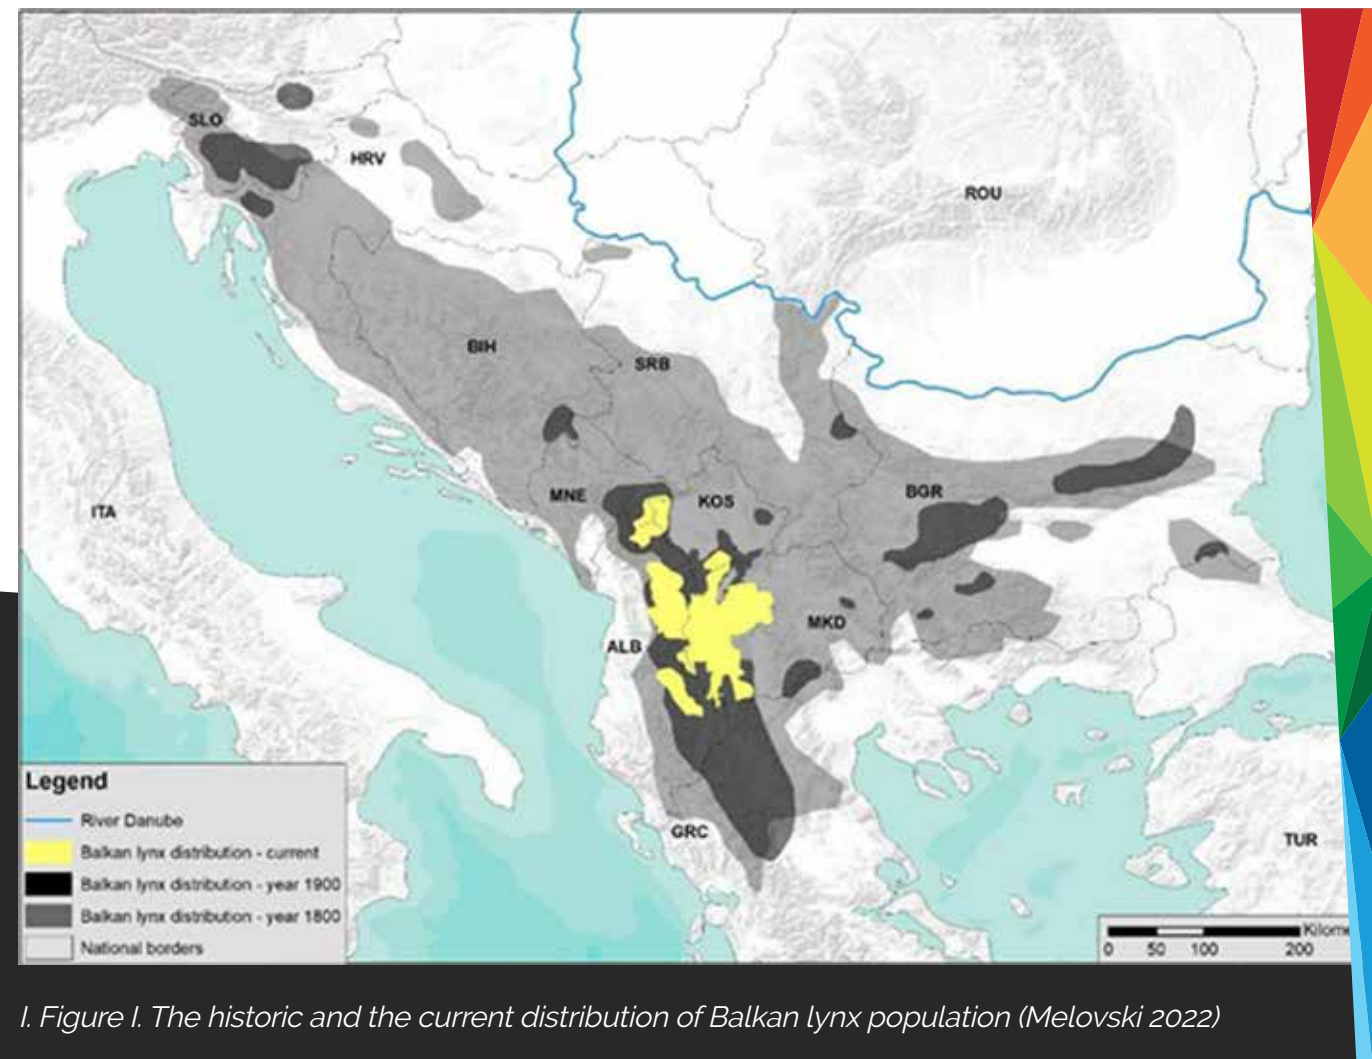 SLO
HRV
ROU
BIH
SRB
ITA
MNE
KOS
BGR
ALB
MKD
GRC
TUR
Legend
River Danube
Balkan lynx distribution - current
Balkan lynx distribution - year 1900
Balkan lynx distribution - year 1800
National borders
Kilome
0 50 100 200
I. Figure I. The historic and the current distribution of Balkan lynx population (Melovski 2022)